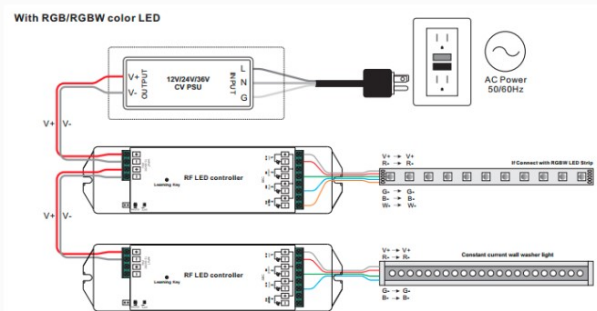 With RGB/RGBW color LED
V+
V-
OUTPUT
12V/24V/36V
CV PSU
INPUT
L
N
G
AC Power
50/60Hz
V+ V-
RF LED controller
Learning Key
V+ → V+
R- → R-
If Connect with RGBW LED Strip
G- → G-
B- → B-
W- → W-
V+ V-
RF LED controller
Learning Key
V+ → V+
R- → R-
Constant current wall washer light
G- → G-
B- → B-